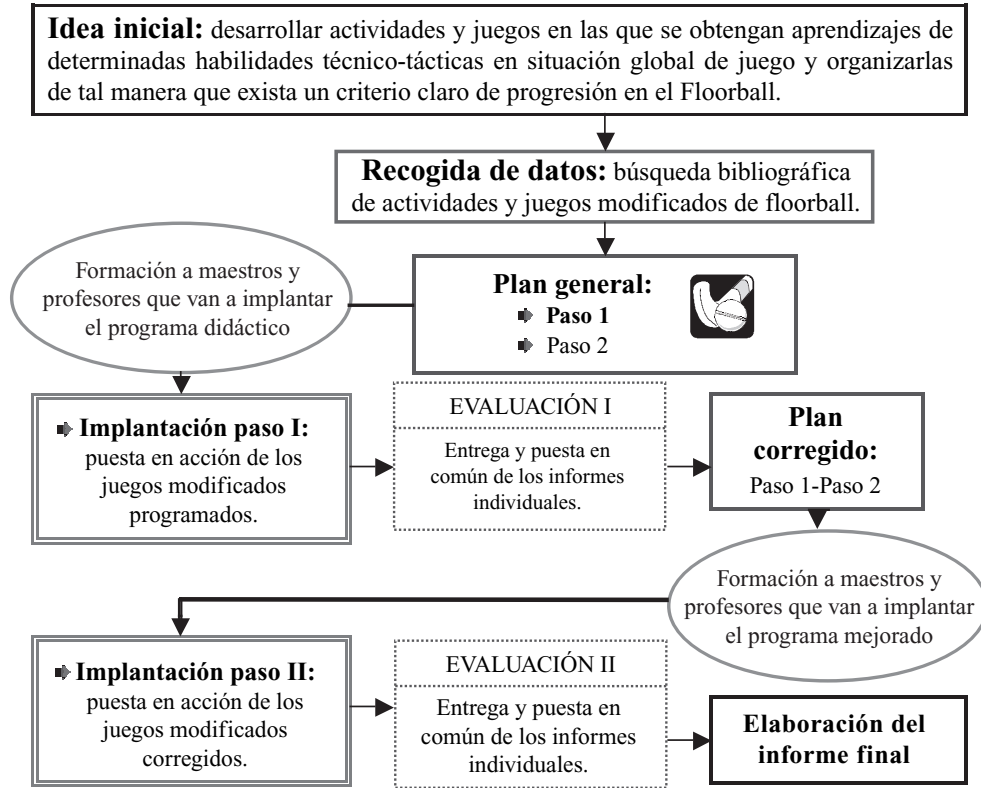 Idea inicial: desarrollar actividades y juegos en las que se obtengan aprendizajes de
determinadas habilidades técnico-tácticas en situación global de juego y organizarlas
de tal manera que exista un criterio claro de progresión en el Floorball.
Recogida de datos: búsqueda bibliográfica
de actividades y juegos modificados de floorball.
Formación a maestros y
profesores que van a implantar
el programa didáctico
Plan general:
Paso 1
Paso 2
Implantación paso I:
puesta en acción de los
juegos modificados
programados.
EVALUACIÓN I
Entrega y puesta en
común de los informes
individuales.
Plan
corregido:
Paso 1-Paso 2
Formación a maestros y
profesores que van a implantar
el programa mejorado
Implantación paso II:
puesta en acción de los
juegos modificados
corregidos.
EVALUACIÓN II
Entrega y puesta en
común de los informes
individuales.
Elaboración del
informe final